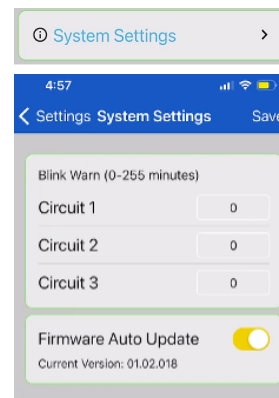 System Settings
4:57
Settings System Settings Save
Blink Warn (0-255 minutes)
Circuit 1 0
Circuit 2 0
Circuit 3 0
Firmware Auto Update
Current Version: 01.02.018